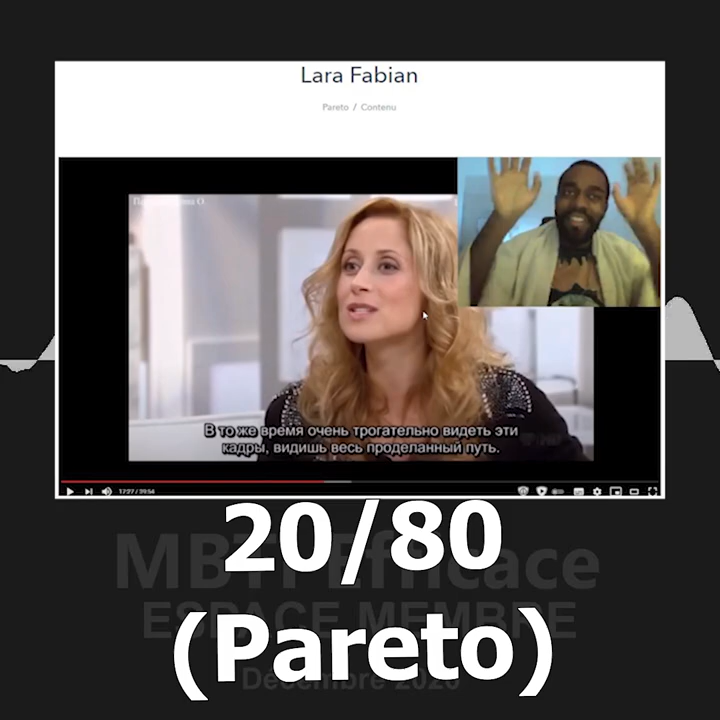 Lara Fabian
Pareto / Contenu
В то же время очень трогательно видеть эти
кадры, видишь весь проделанный путь.
17:27 / 39:54
20/80
MBTI Efficace
ESPACE MEMBRE
(Pareto)
Décembre 2020